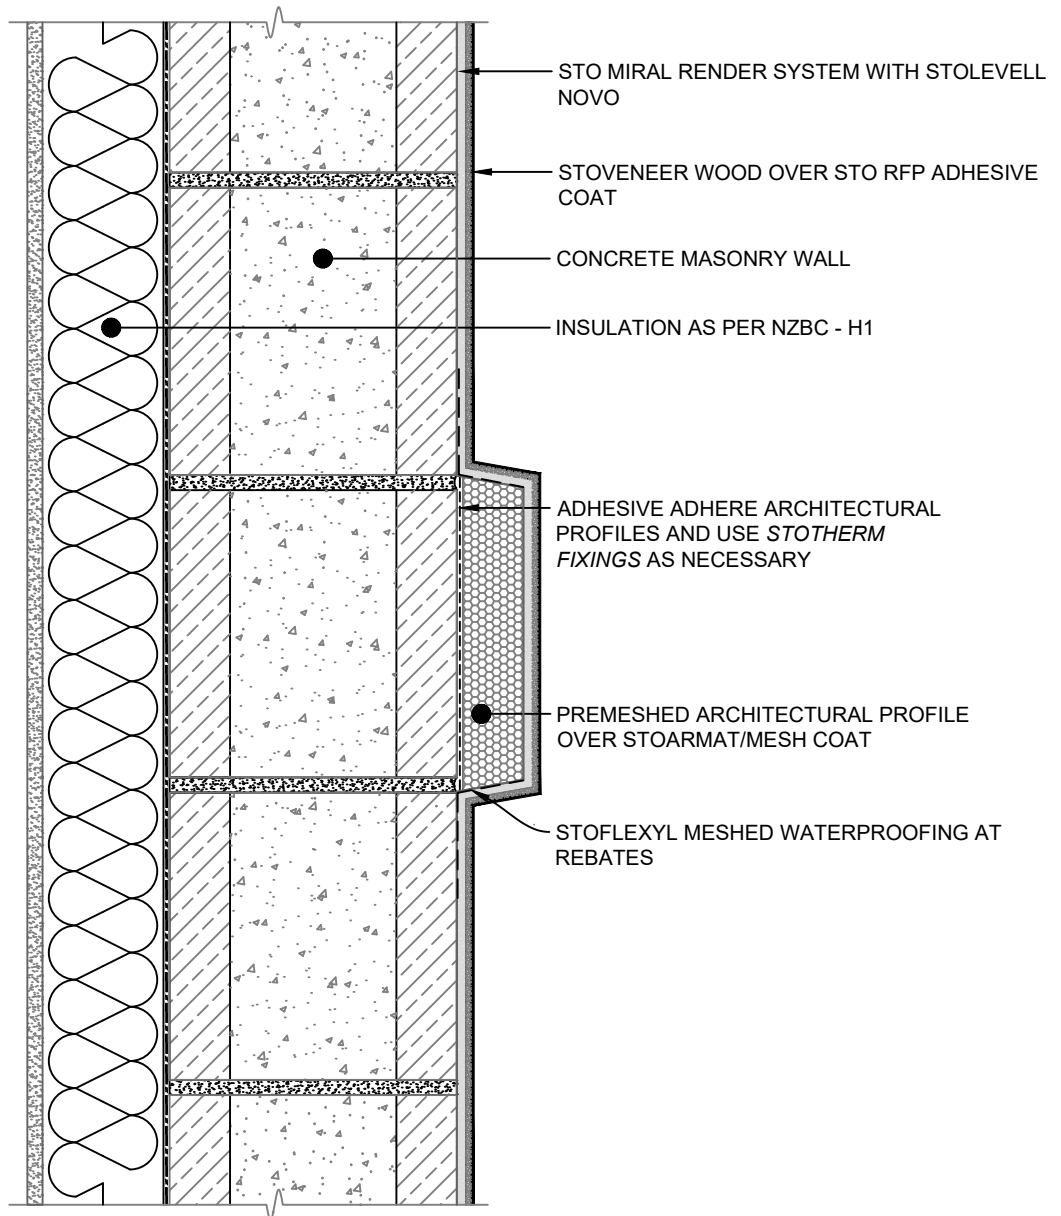 STO MIRAL RENDER SYSTEM WITH STOLEVELL
NOVO
STOVENEER WOOD OVER STO RFP ADHESIVE
COAT
CONCRETE MASONRY WALL
INSULATION AS PER NZBC - H1
ADHESIVE ADHERE ARCHITECTURAL
PROFILES AND USE STOTHERM
FIXINGS AS NECESSARY
PREMESHED ARCHITECTURAL PROFILE
OVER STOARMAT/MESH COAT
STOFLEXYL MESHED WATERPROOFING AT
REBATES